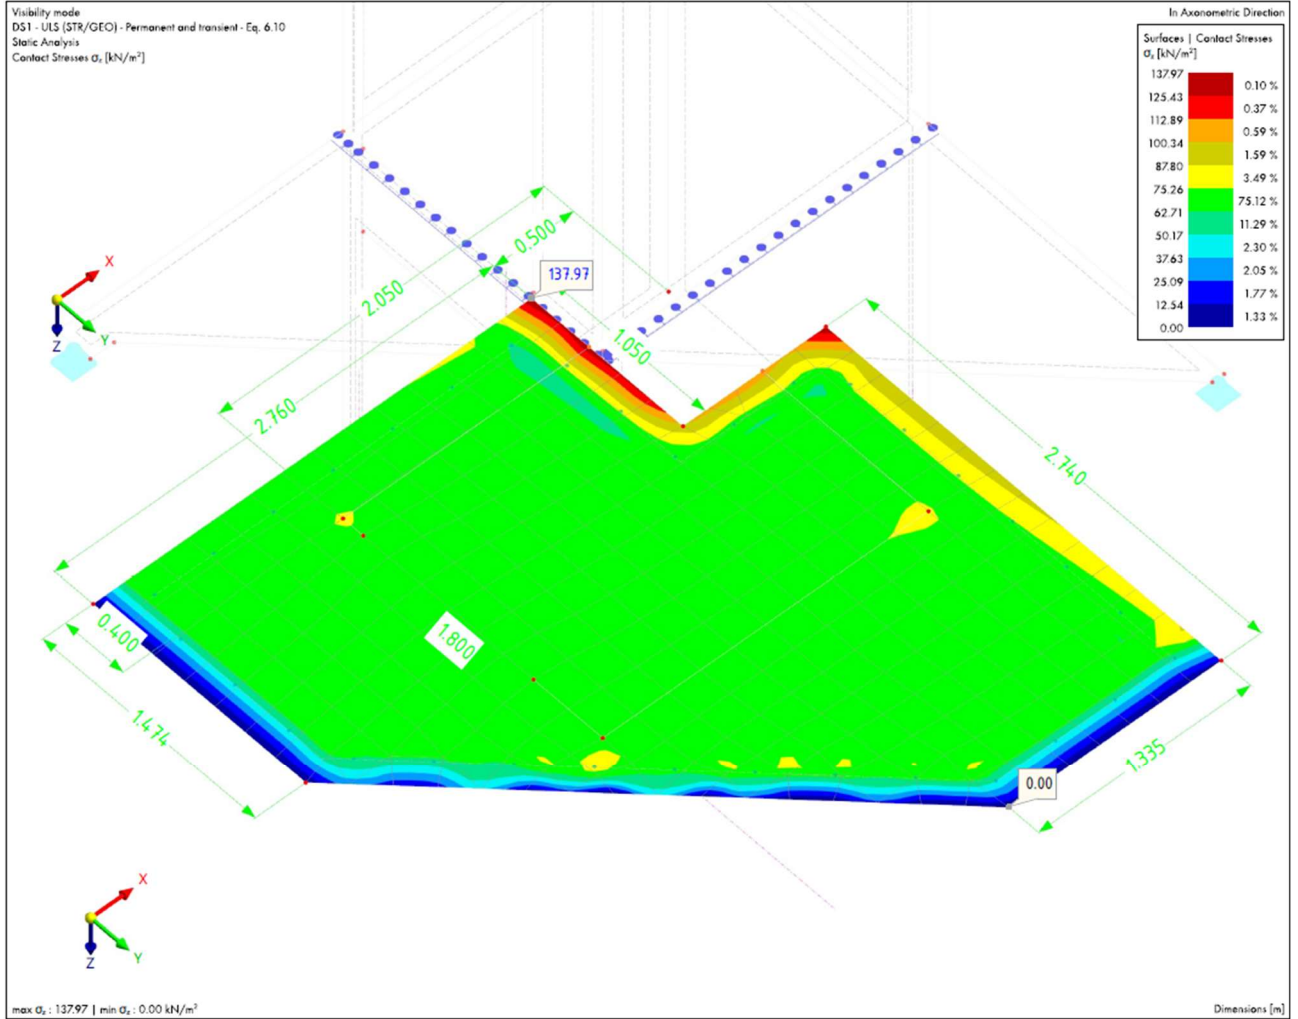 Visibility mode
DS1 - ULS (STR/GEO) - Permanent and transient - Eq. 6.10
Static Analysis
Contact Stresses σz [kN/m²]
In Axonometric Direction
Surfaces | Contact Stresses
σz [kN/m²]
137.97
125.43
112.89
100.34
87.80
75.26
62.71
50.17
37.63
25.09
12.54
0.00
0.10 %
0.37 %
0.59 %
1.59 %
3.49 %
75.12 %
11.29 %
2.30 %
2.05 %
1.77 %
1.33 %
0.500
137.97
X
Y
Z
2.050
1.050
2.760
2.740
0.400
1.800
1.474
1.335
0.00
X
Y
Z
max σz : 137.97 | min σz : 0.00 kN/m²
Dimensions [m]